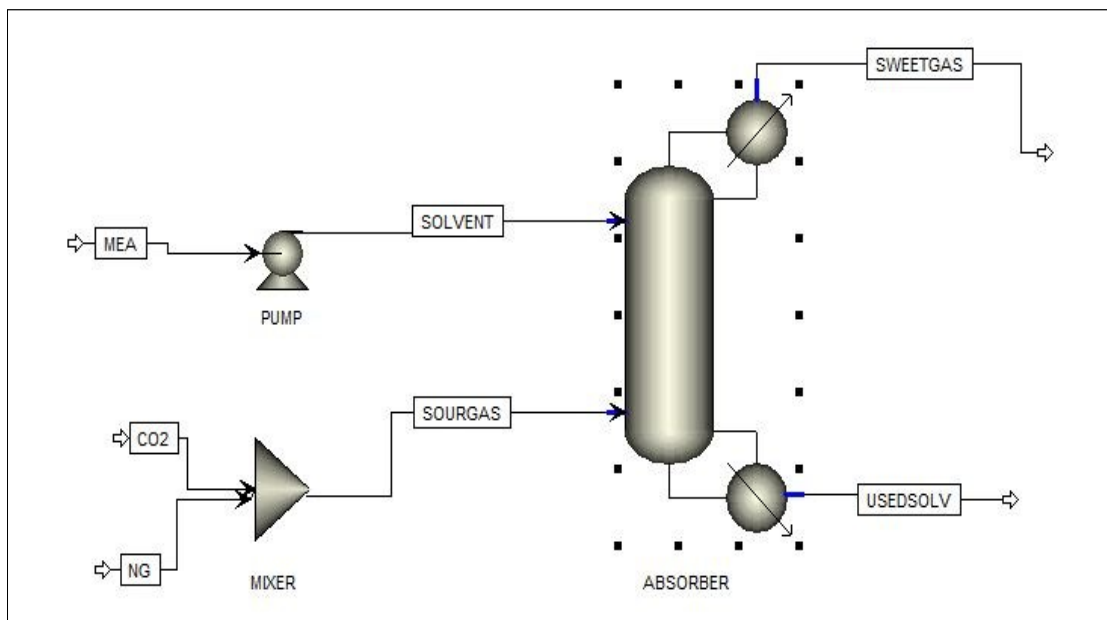 SWEETGAS
SOLVENT
MEA
PUMP
SOURGAS
CO2
USEDSOLV
NG
MIXER
ABSORBER